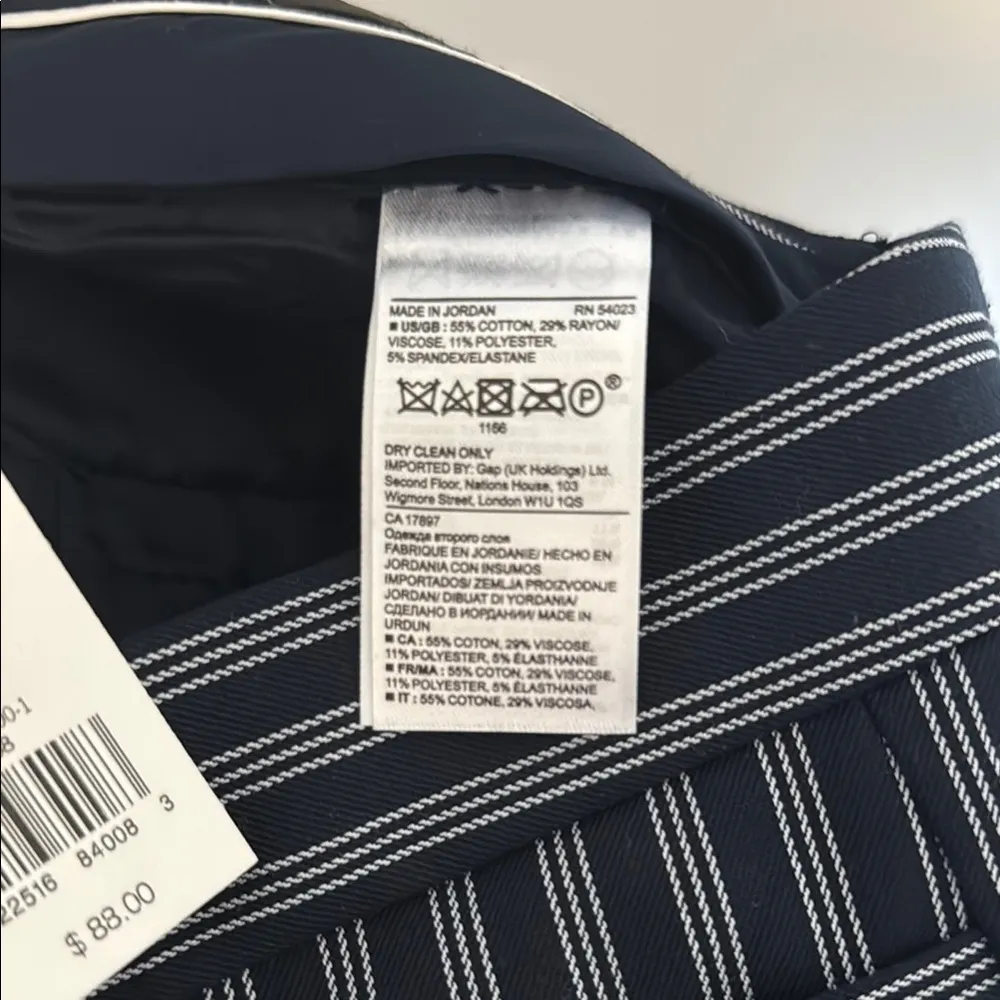 MADE IN JORDAN RN 54023
■ US/GB : 55% COTTON, 29% RAYON/
VISCOSE, 11% POLYESTER,
5% SPANDEX/ELASTANE
P®
1166
DRY CLEAN ONLY
IMPORTED BY: Gap (UK Holdings) Ltd.
Second Floor, Nations House, 103
Wigmore Street, London W1U 1QS
CA 17897
Одежда второго слоя
FABRIQUE EN JORDANIE/ HECHO EN
JORDANIA CON INSUMOS
IMPORTADOS/ ZEMLJA PROIZVODNJE
JORDAN/ DIBUAT DI YORDANIA/
СДЕЛАНО В ИОРДАНИИ/ MADE IN
URDUN
■ CA : 55% COTON, 29% VISCOSE,
11% POLYESTER, 5% ÉLASTHANNE
■ FR/MA : 55% COTON, 29% VISCOSE,
11% POLYESTER, 5% ÉLASTHANNE
■ IT : 55% COTONE, 29% VISCOSA,
00-1
8
22516 84008 3
$ 88.00